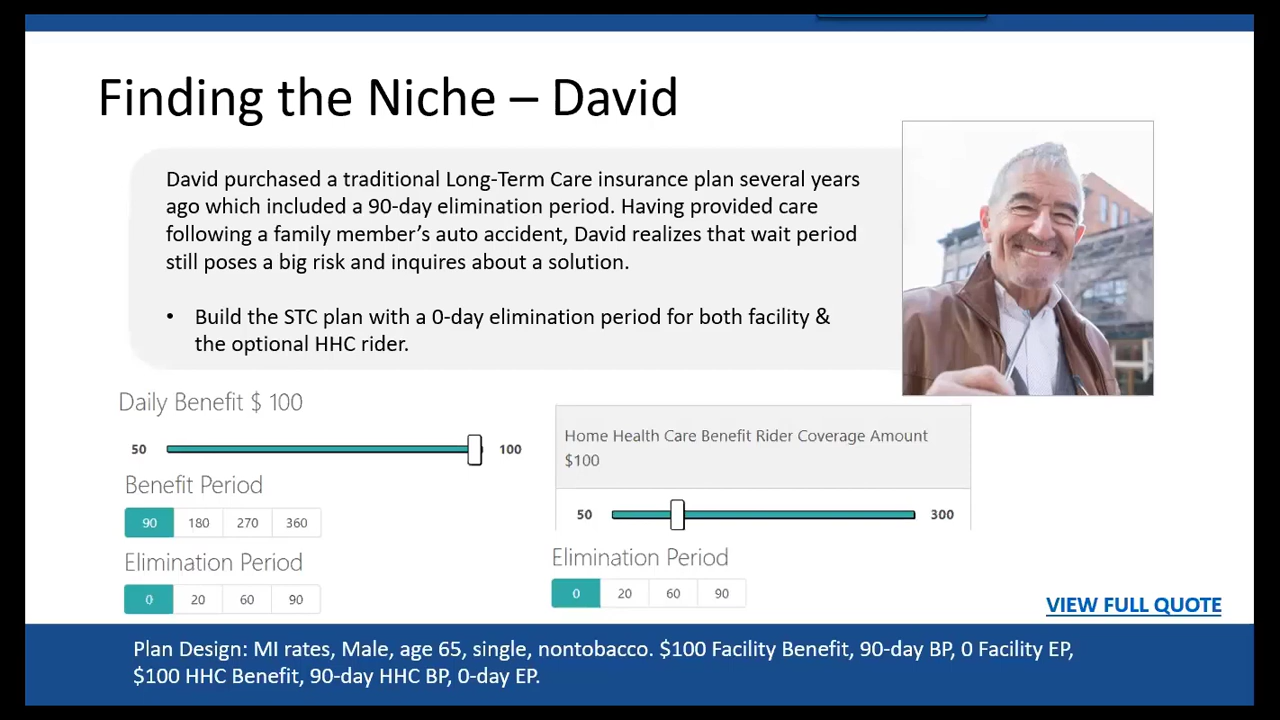 Finding the Niche – David
David purchased a traditional Long-Term Care insurance plan several years
ago which included a 90-day elimination period. Having provided care
following a family member’s auto accident, David realizes that wait period
still poses a big risk and inquires about a solution.
• Build the STC plan with a 0-day elimination period for both facility &
the optional HHC rider.
Daily Benefit $ 100
50 100
Benefit Period
90 180 270 360
Elimination Period
0 20 60 90
Home Health Care Benefit Rider Coverage Amount
$100
50 300
Elimination Period
0 20 60 90
VIEW FULL QUOTE
Plan Design: MI rates, Male, age 65, single, nontobacco. $100 Facility Benefit, 90-day BP, 0 Facility EP,
$100 HHC Benefit, 90-day HHC BP, 0-day EP.